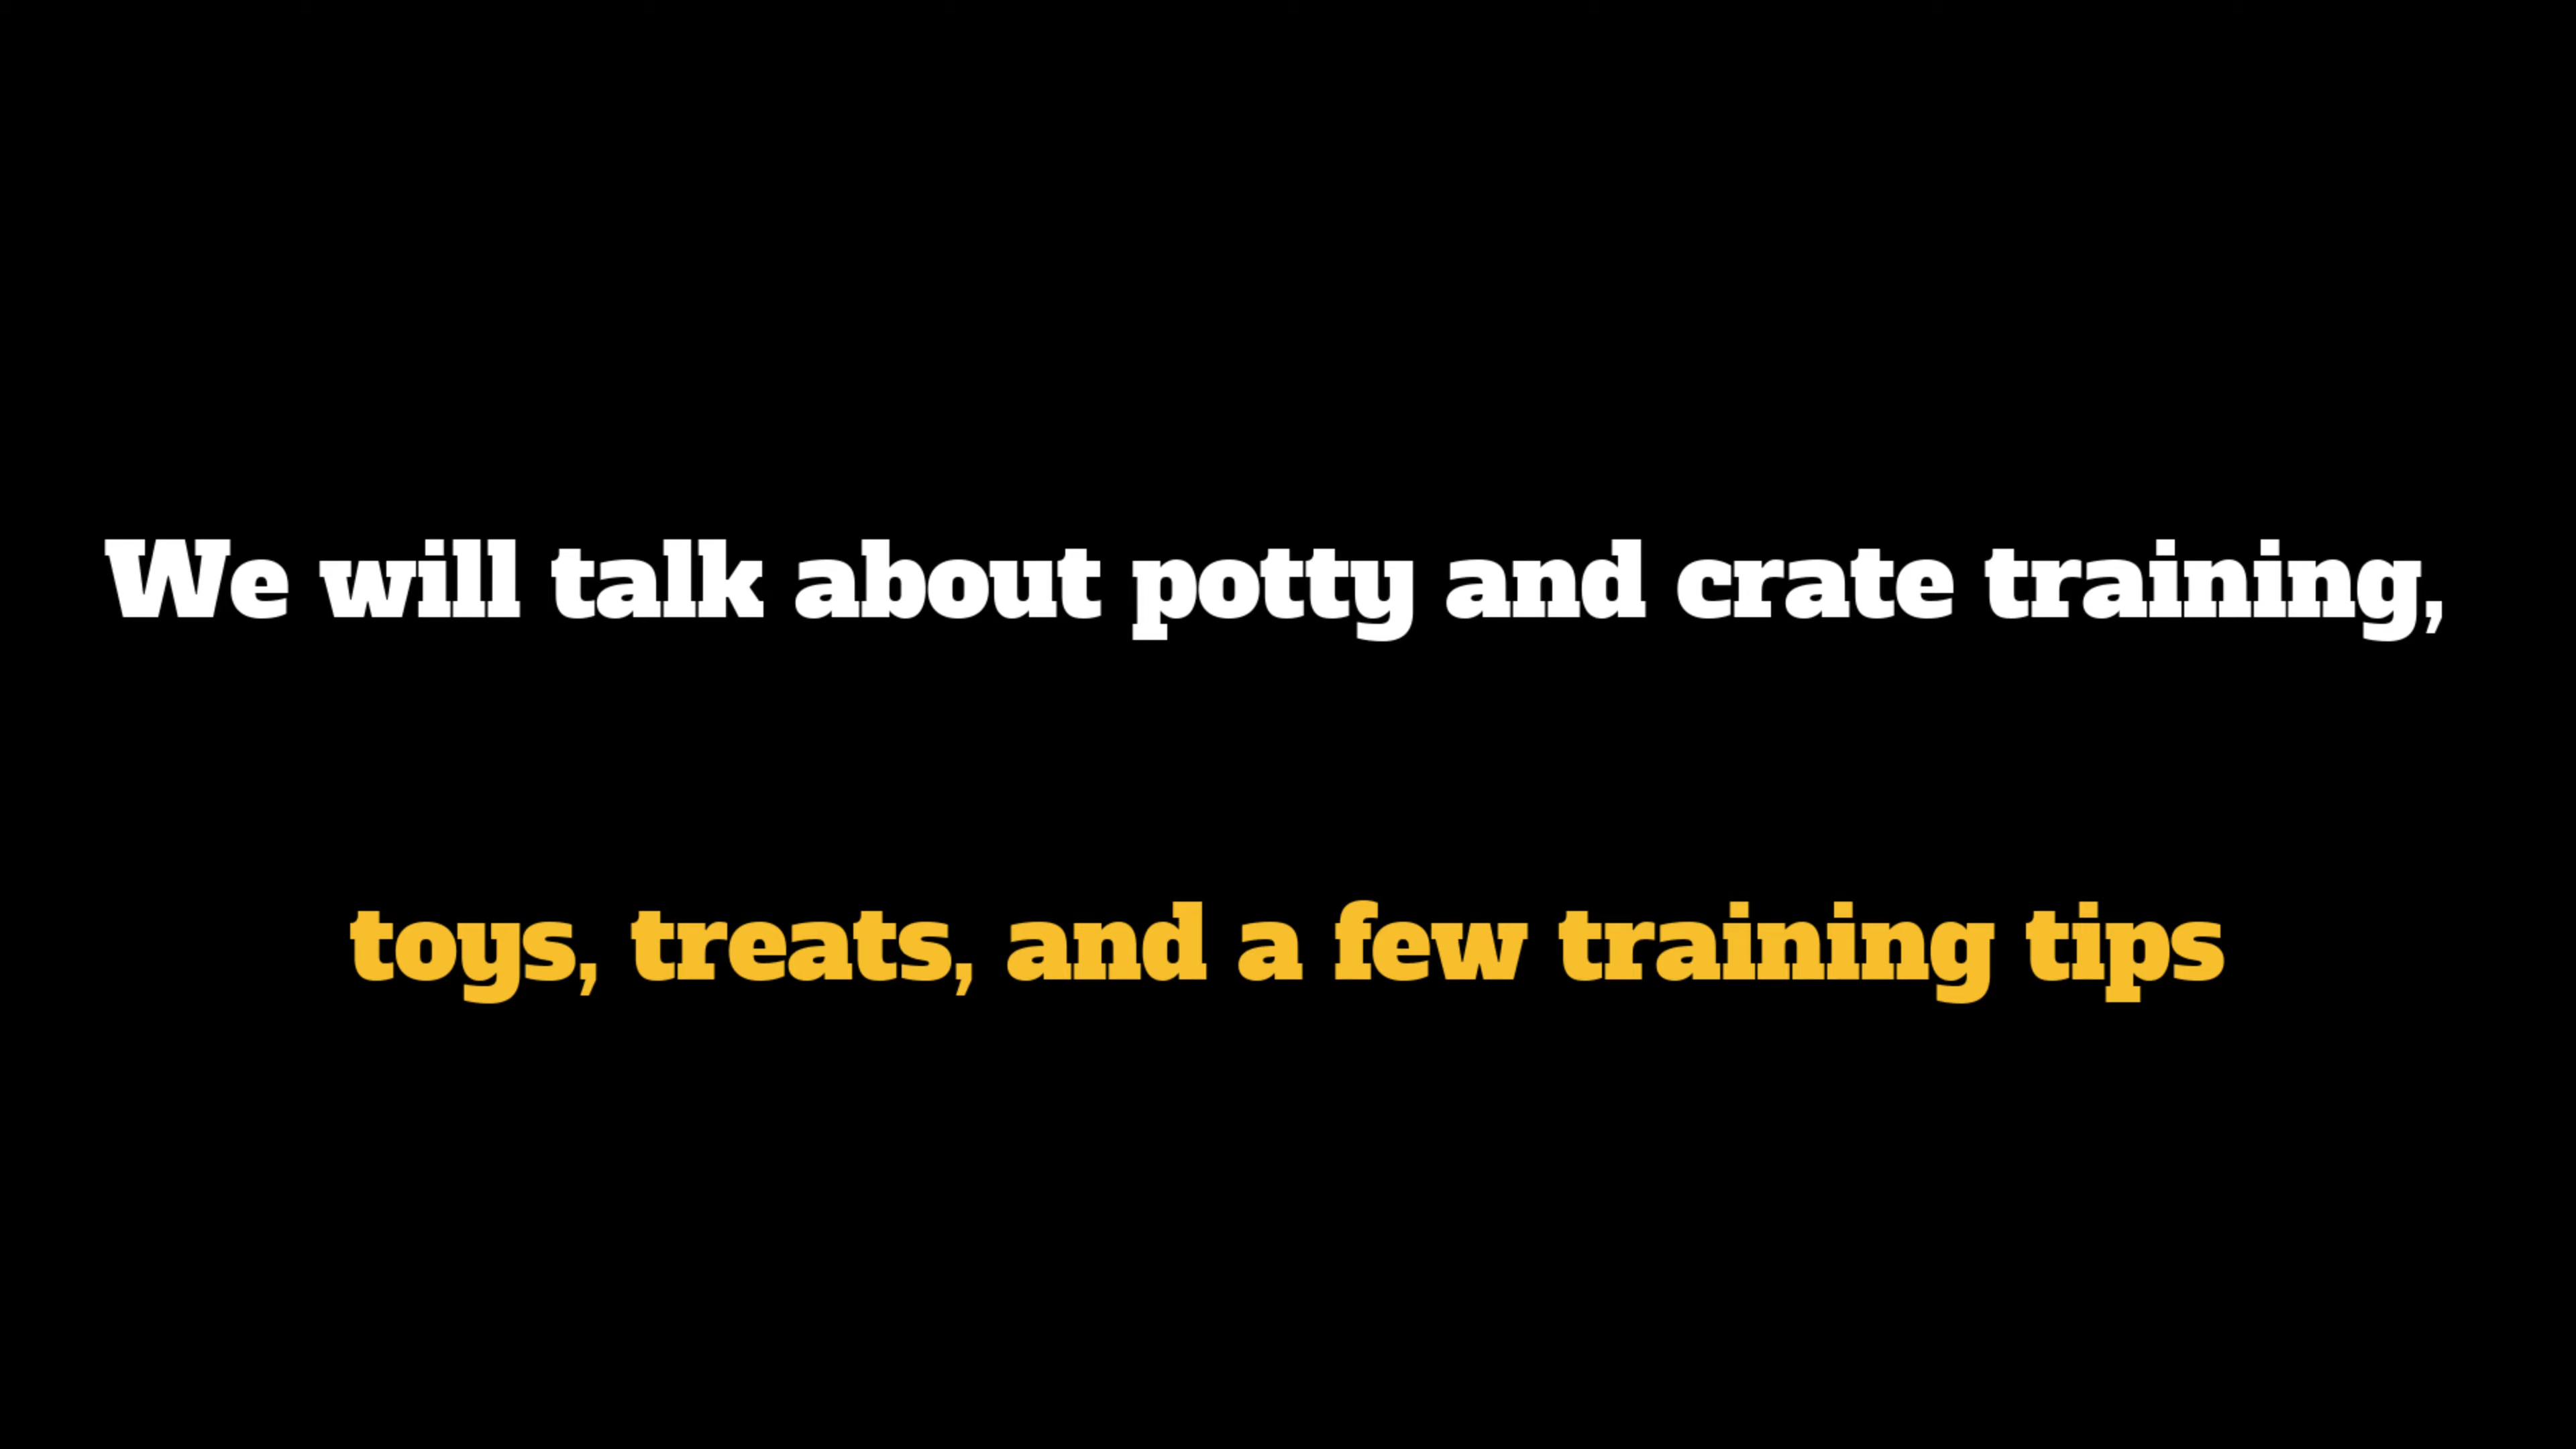 We will talk about potty and crate training,
toys, treats, and a few training tips